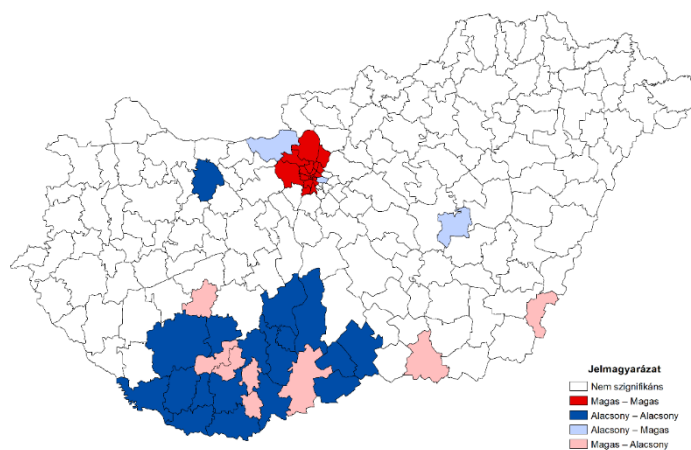 Jelmagyarázat
Nem szignifikáns
Magas – Magas
Alacsony – Alacsony
Alacsony – Magas
Magas – Alacsony